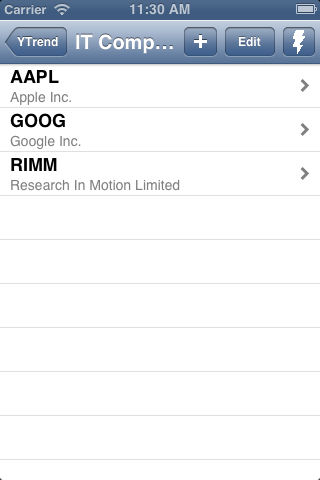 Carrier 11:30 AM
YTrend IT Comp... + Edit
AAPL
Apple Inc.
GOOG
Google Inc.
RIMM
Research In Motion Limited